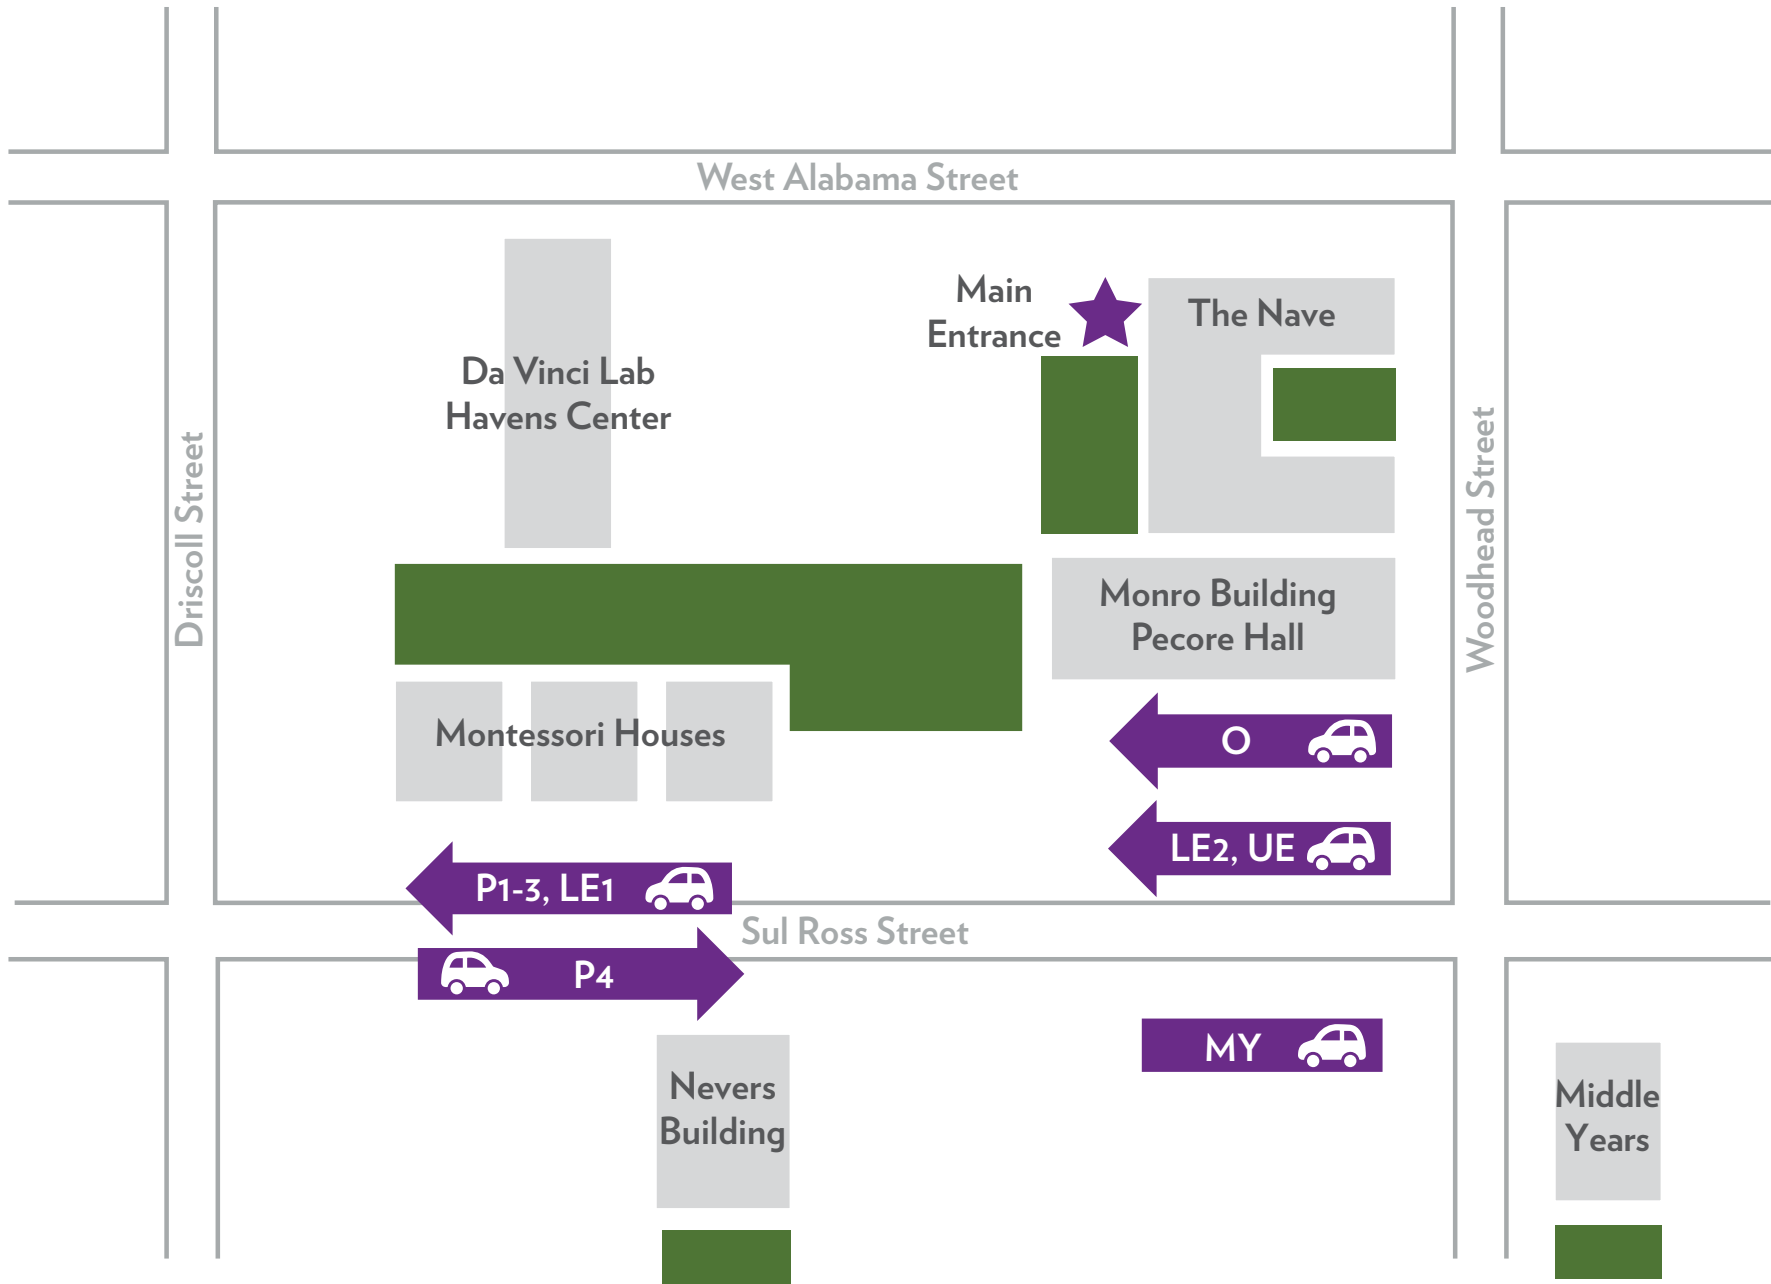 West Alabama Street
Main
Entrance
The Nave
Da Vinci Lab
Havens Center
Driscoll Street
Woodhead Street
Monro Building
Pecore Hall
Montessori Houses
O
LE2, UE
P1-3, LE1
Sul Ross Street
P4
MY
Nevers
Building
Middle
Years